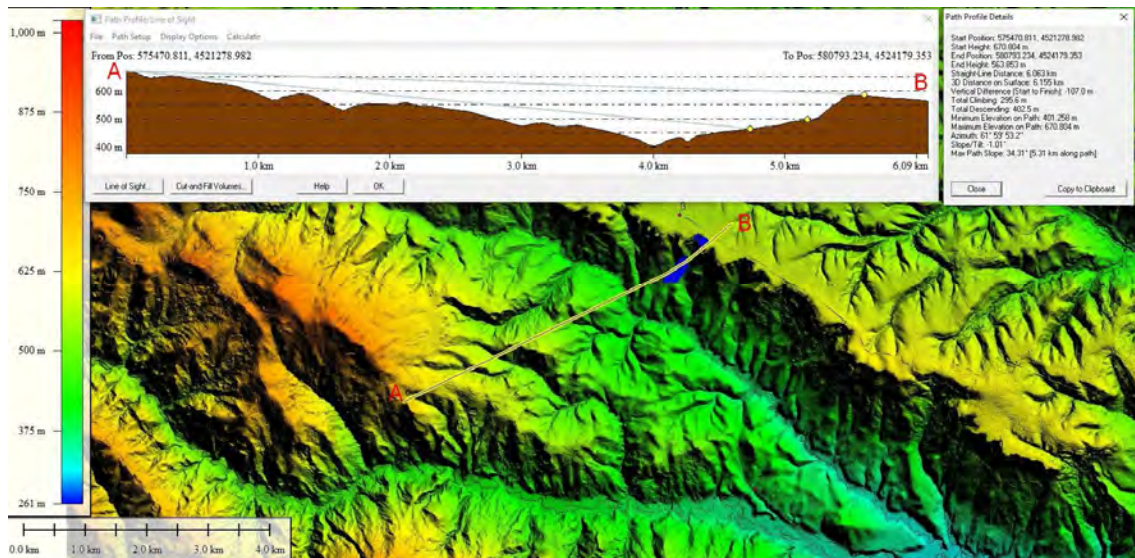 Path Profile/Line of Sight
File Path Setup Display Options Calculate
From Pos: 575470.811, 4521278.982 To Pos: 580793.234, 4524179.353
A
B
600 m
500 m
400 m
1.0 km 2.0 km 3.0 km 4.0 km 5.0 km 6.09 km
Line of Sight... Cut-and-Fill Volumes... Help OK
Path Profile Details
Start Position: 575470.811, 4521278.982
Start Height: 670.804 m
End Position: 580793.234, 4524179.353
End Height: 563.853 m
Straight-Line Distance: 6.063 km
3D Distance on Surface: 6.155 km
Vertical Difference (Start to Finish): -107.0 m
Total Climbing: 295.6 m
Total Descending: 402.5 m
Minimum Elevation on Path: 401.258 m
Maximum Elevation on Path: 670.804 m
Azimuth: 61° 59' 53.2"
Slope/Tilt: -1.01°
Max Path Slope: 34.31° [5.31 km along path]
Close Copy to Clipboard
1,000 m
875 m
750 m
625 m
500 m
375 m
261 m
B
A
0.0 km 1.0 km 2.0 km 3.0 km 4.0 km